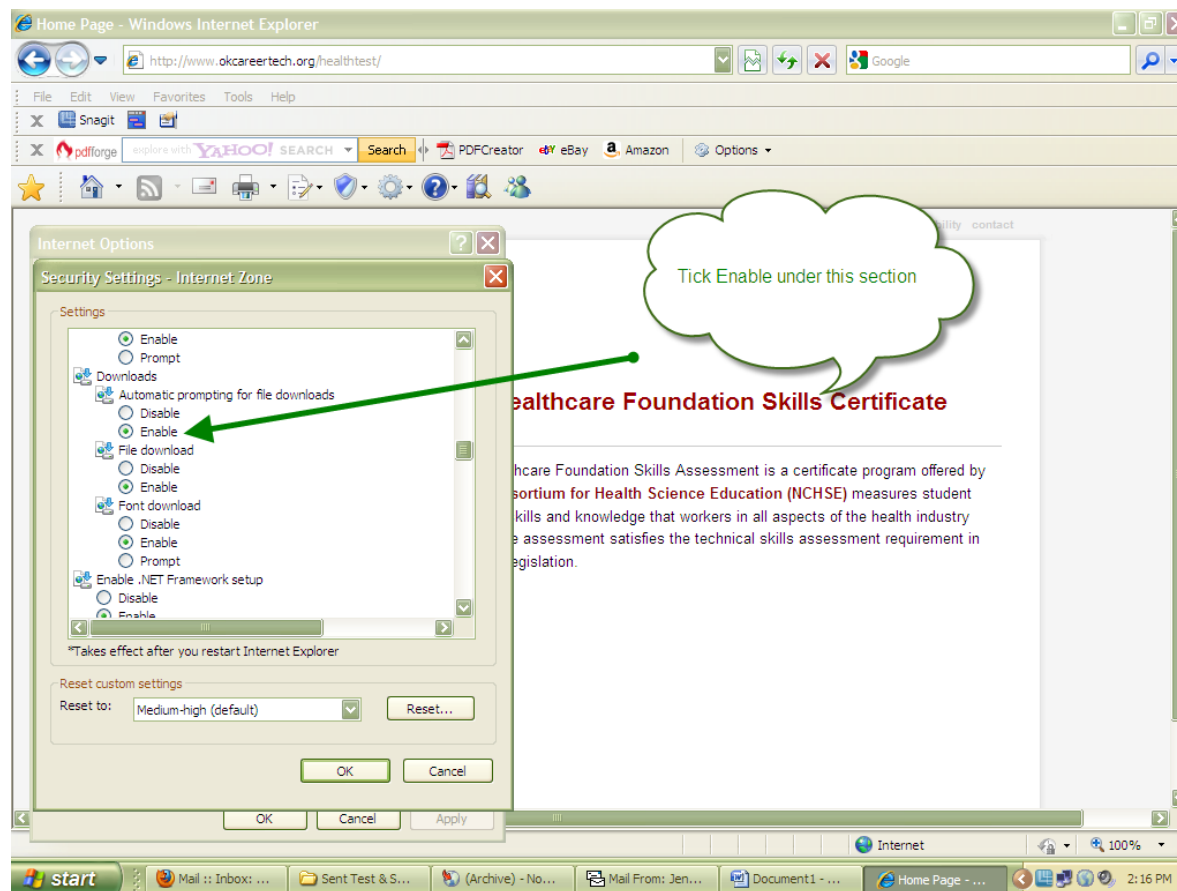 Home Page - Windows Internet Explorer
http://www.okcareertech.org/healthtest/
Google
File Edit View Favorites Tools Help
X Snagit
X pdfforge explore with YAHOO! SEARCH Search PDFCreator ebY eBay a Amazon Options
contact
Internet Options
Security Settings - Internet Zone
Tick Enable under this section
Settings
Enable
Prompt
Downloads
Automatic prompting for file downloads
Disable
Enable
File download
Disable
Enable
Font download
Disable
Enable
Prompt
Enable .NET Framework setup
Disable
Enable
*Takes effect after you restart Internet Explorer
Reset custom settings
Reset to: Medium-high (default) Reset...
OK Cancel
OK Cancel Apply
ealthcare Foundation Skills Certificate
hcare Foundation Skills Assessment is a certificate program offered by
sortium for Health Science Education (NCHSE) measures student
kills and knowledge that workers in all aspects of the health industry
e assessment satisfies the technical skills assessment requirement in
egislation.
Internet 100%
start Mail :: Inbox: ... Sent Test & S... (Archive) - No... Mail From: Jen... Document1 - ... Home Page - ... 2:16 PM